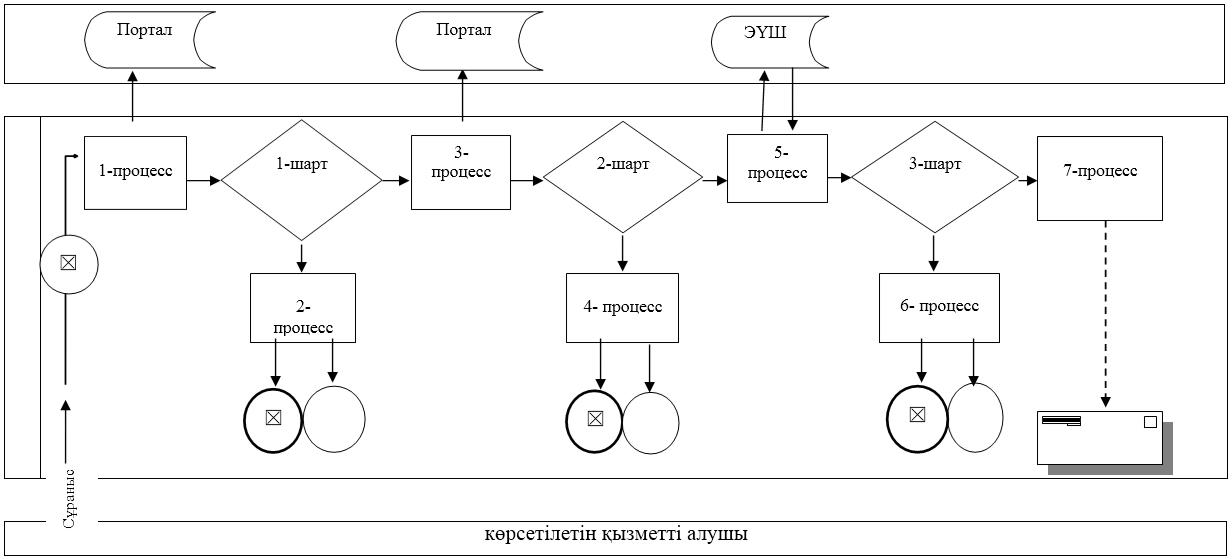 Портал
Портал
ЭҮШ
1-процесс
1-шарт
3-
процесс
2-шарт
5-
процесс
3-шарт
7-процесс
2-
процесс
4- процесс
6- процесс
Сұраныс
көрсетілетін қызметті алушы